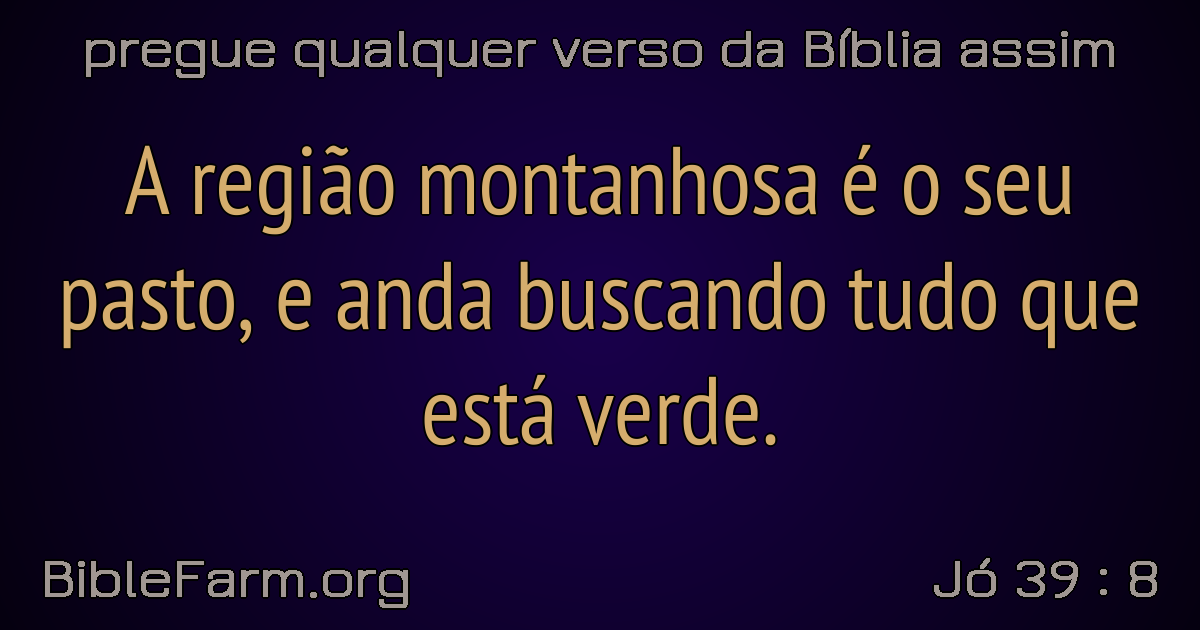 pregue qualquer verso da Bíblia assim
A região montanhosa é o seu
pasto, e anda buscando tudo que
está verde.
BibleFarm.org
Jó 39 : 8